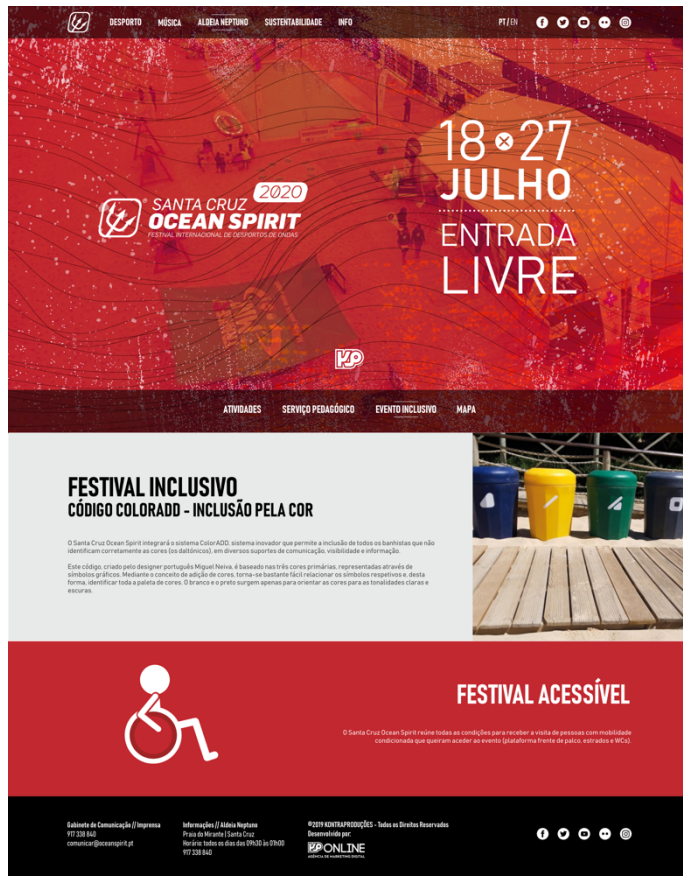 DESPORTO MÚSICA ALDEIA NEPTUNO SUSTENTABILIDADE INFO PT/EN
18 × 27
JULHO
ENTRADA
LIVRE
2020
SANTA CRUZ
OCEAN SPIRIT
FESTIVAL INTERNACIONAL DE DESPORTOS DE ONDAS
KP
ATIVIDADES SERVIÇO PEDAGÓGICO EVENTO INCLUSIVO MAPA
FESTIVAL INCLUSIVO
CÓDIGO COLORADD - INCLUSÃO PELA COR
O Santa Cruz Ocean Spirit integrará o sistema ColorADD, sistema inovador que permite a inclusão de todos os banhistas que não
identificam corretamente as cores (os daltónicos), em diversos suportes de comunicação, visibilidade e informação.
Este código, criado pelo designer português Miguel Neiva, é baseado nas três cores primárias, representadas através de
símbolos gráficos. Mediante o conceito de adição de cores, torna-se bastante fácil relacionar os símbolos respetivos e, desta
forma, identificar toda a paleta de cores. O branco e o preto surgem apenas para orientar as cores para as tonalidades claras e
escuras.
FESTIVAL ACESSÍVEL
O Santa Cruz Ocean Spirit reúne todas as condições para receber a visita de pessoas com mobilidade
condicionada que queiram aceder ao evento (plataforma frente de palco, estrados e WCs).
Gabinete de Comunicação // Imprensa
917 338 840
comunicar@oceanspirit.pt
Informações // Aldeia Neptuno
Praia do Mirante | Santa Cruz
Horário: todos os dias das 09h30 às 01h00
917 338 840
©2019 KONTRAPRODUÇÕES - Todos os Direitos Reservados
Desenvolvido por:
KP ONLINE
AGÊNCIA DE MARKETING DIGITAL